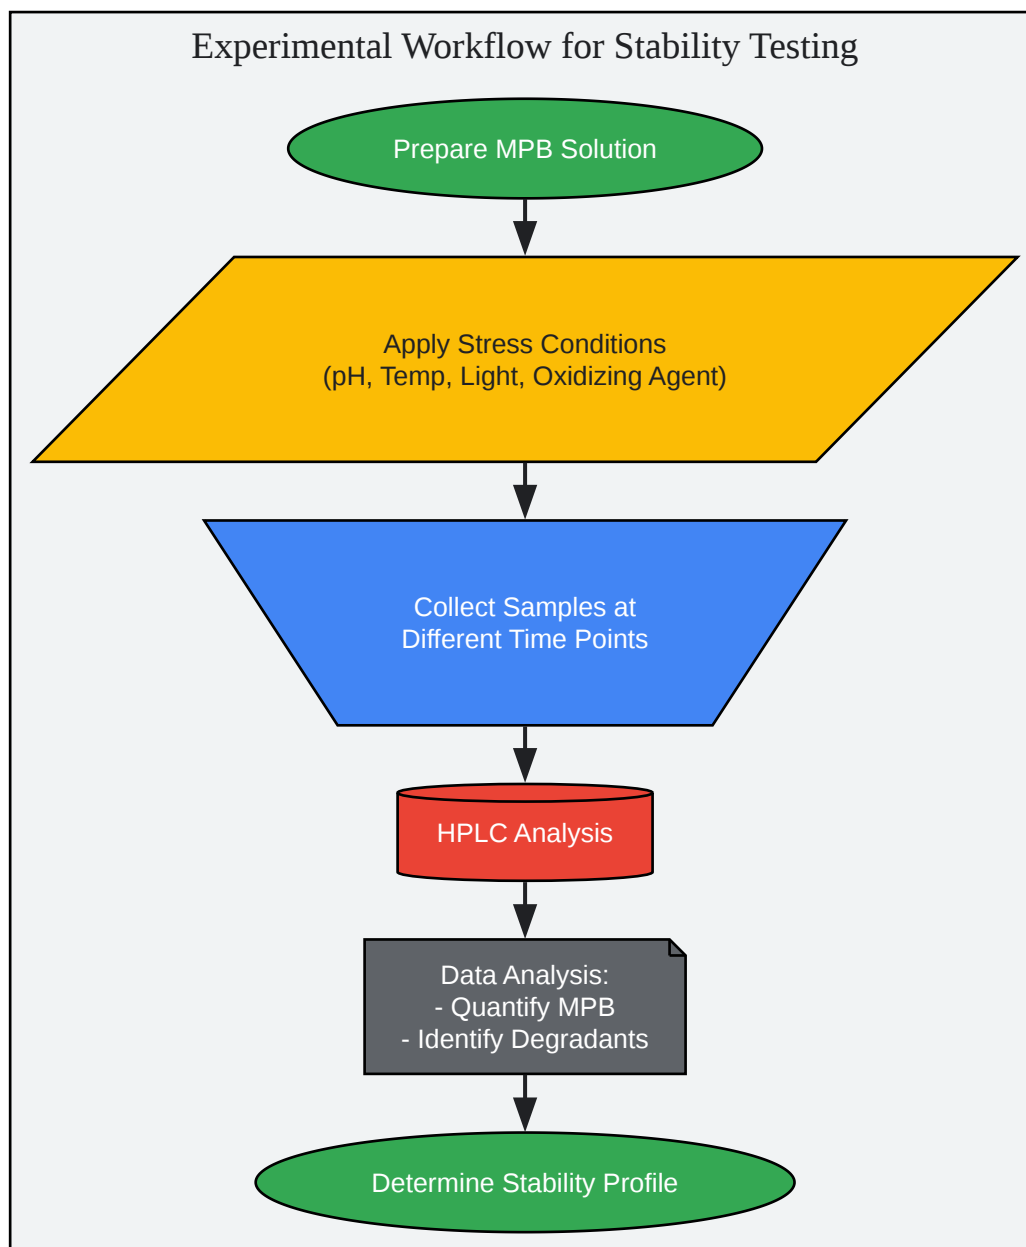 Experimental Workflow for Stability Testing
Prepare MPB Solution
Apply Stress Conditions
(pH, Temp, Light, Oxidizing Agent)
Collect Samples at
Different Time Points
HPLC Analysis
Data Analysis:
- Quantify MPB
- Identify Degradants
Determine Stability Profile